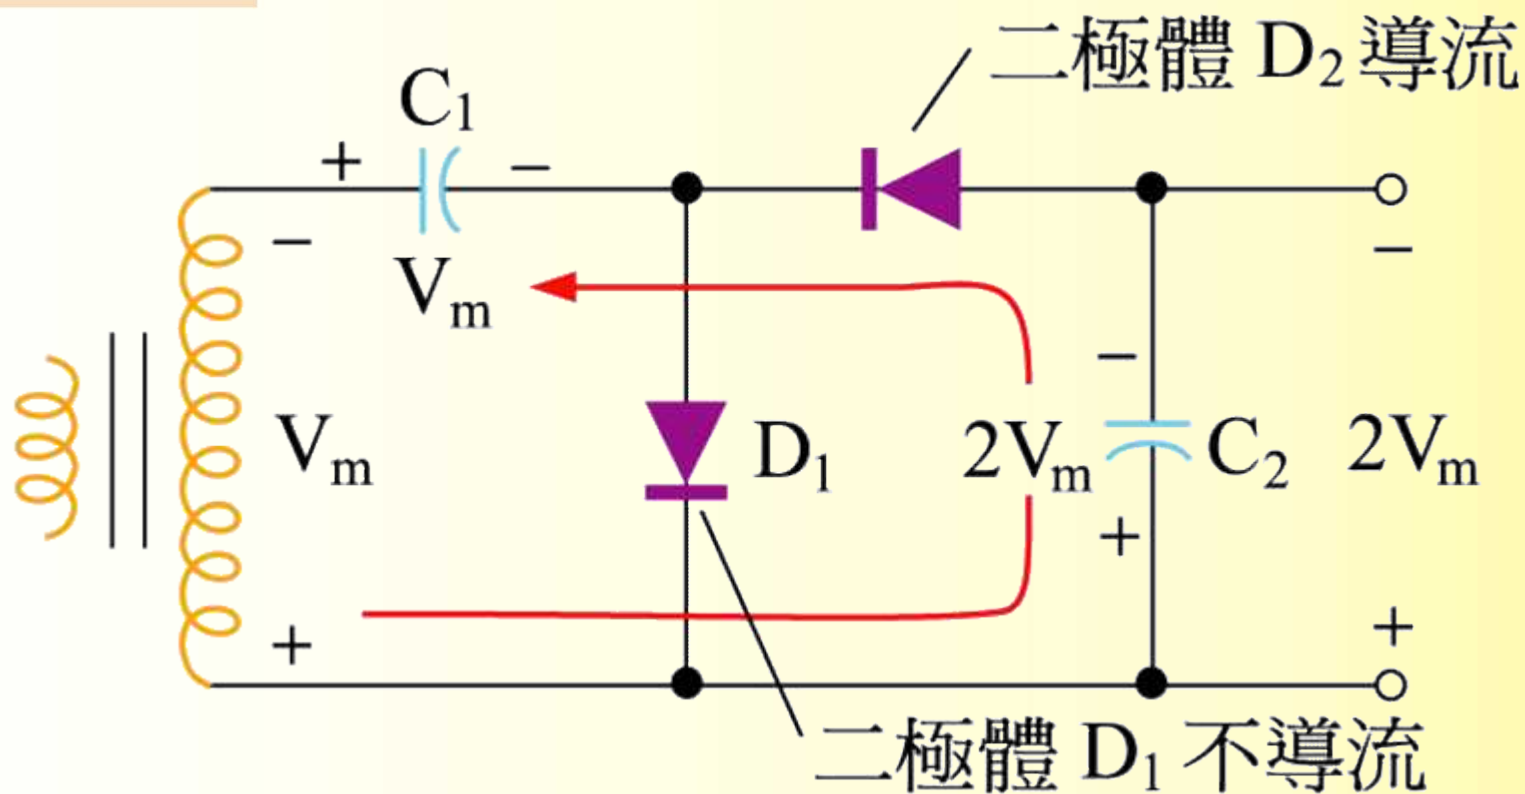 二極體 D₂ 導流
C₁
+ −
−
−
Vₘ
−
Vₘ
D₁
2Vₘ
C₂
2Vₘ
+
+
+
二極體 D₁ 不導流